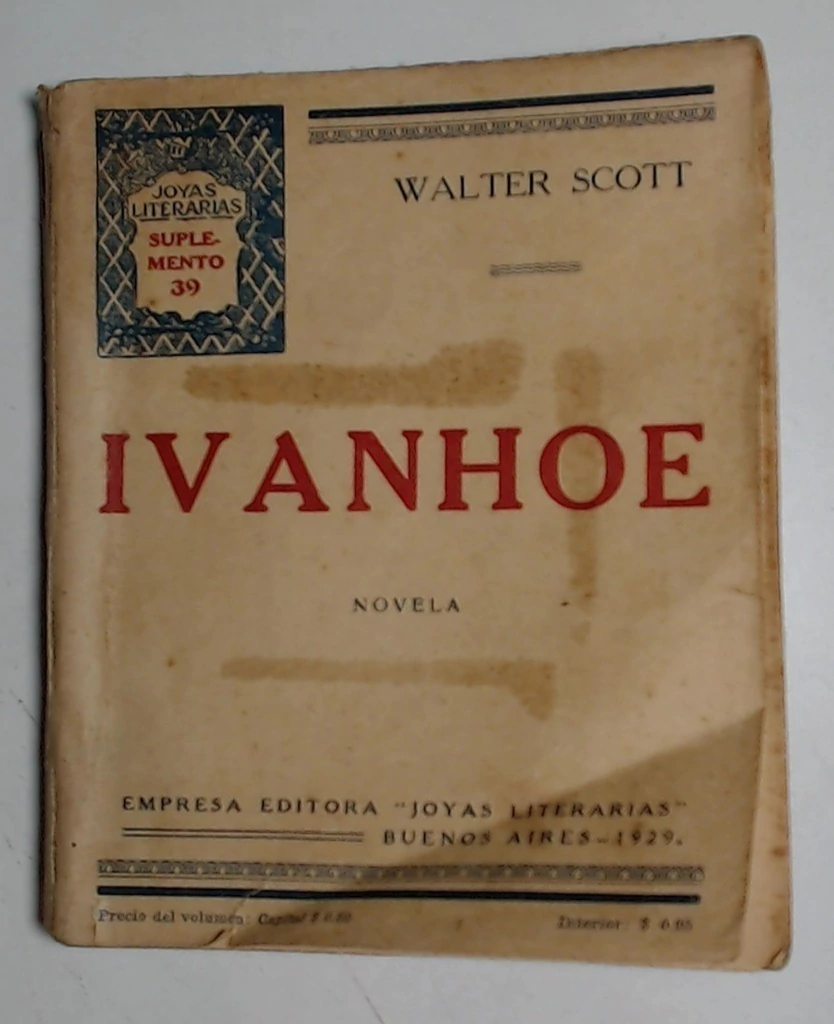 JOYAS
LITERARIAS
SUPLE-
MENTO
39
WALTER SCOTT
IVANHOE
NOVELA
EMPRESA EDITORA "JOYAS LITERARIAS"
BUENOS AIRES-1929.
Precio del volumen: Capital $
Interior: $